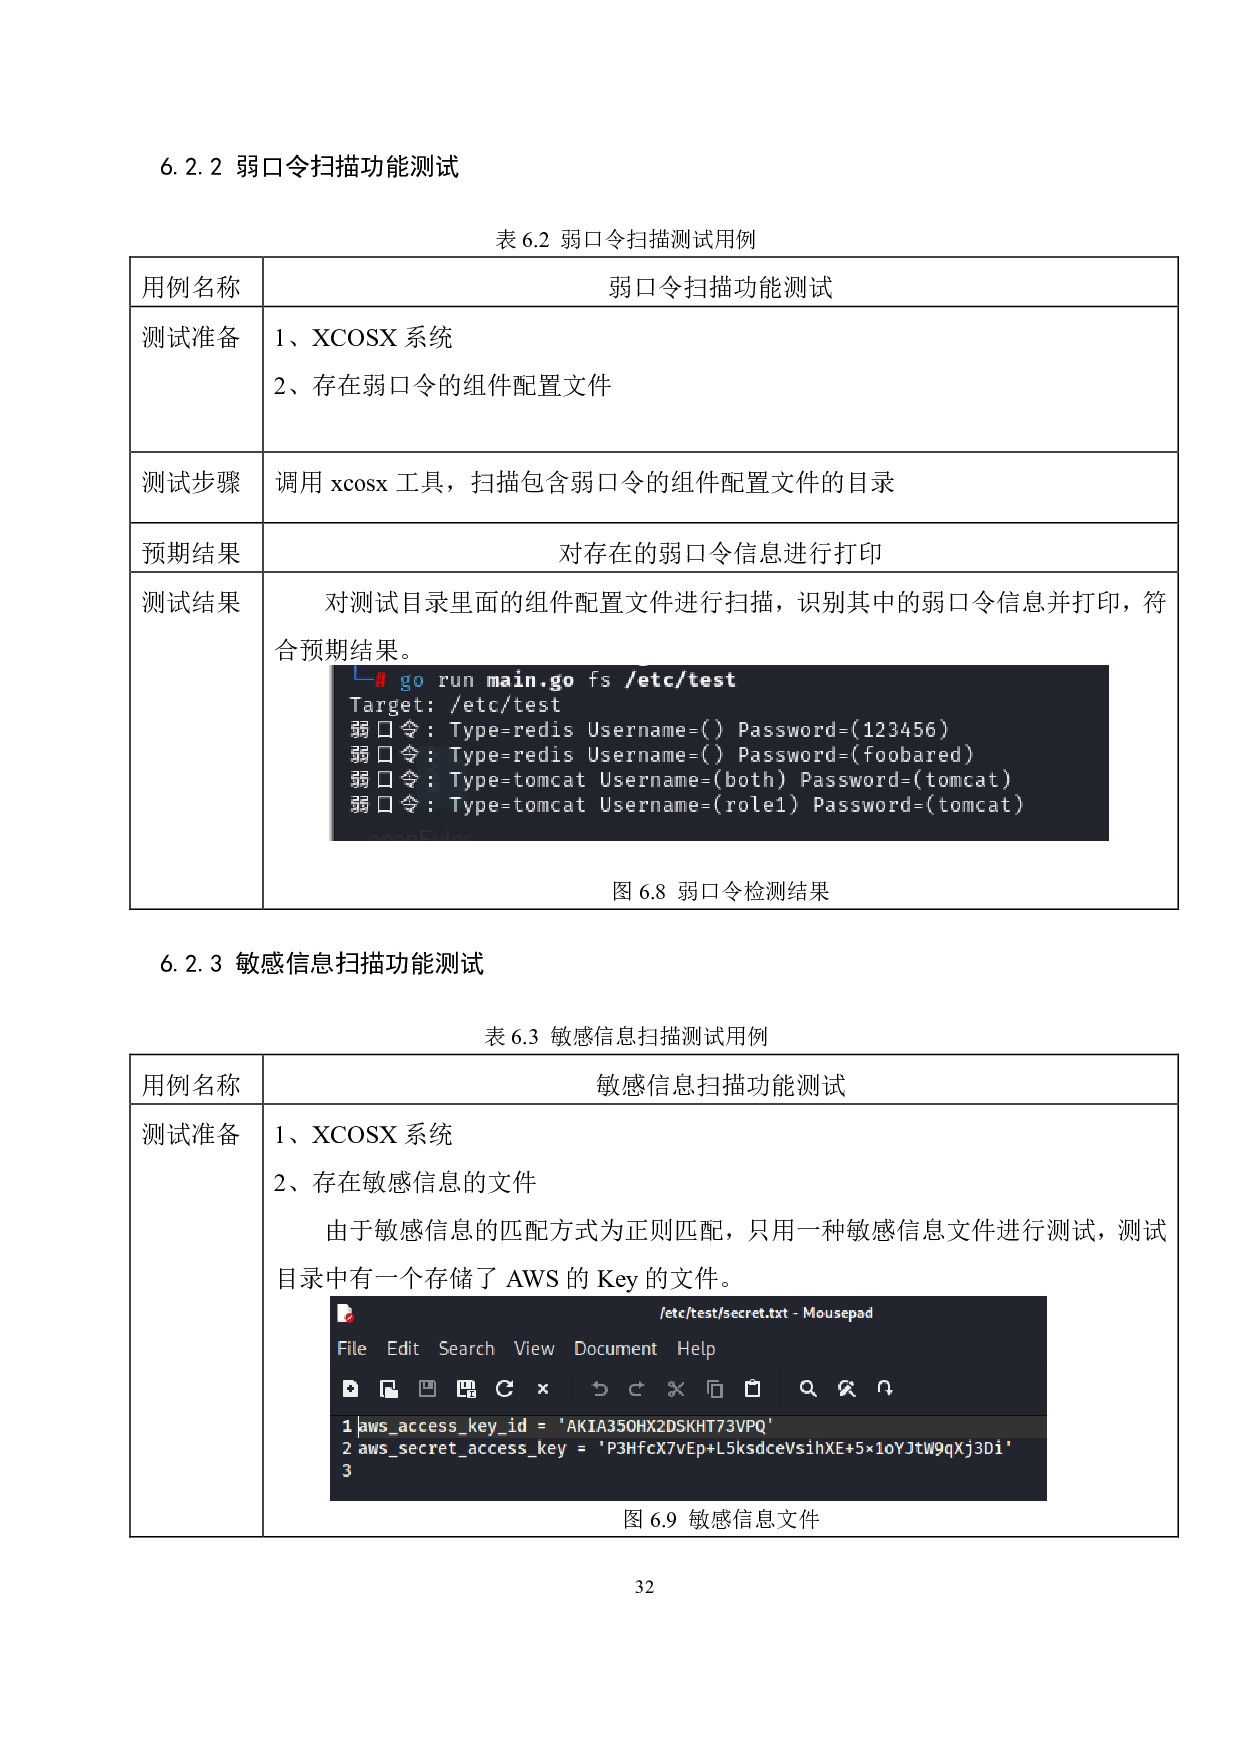 6.2.2 弱口令扫描功能测试
表 6.2 弱口令扫描测试用例
用例名称 弱口令扫描功能测试
测试准备 1、XCOSX 系统
2、存在弱口令的组件配置文件
测试步骤 调用 xcosx 工具，扫描包含弱口令的组件配置文件的目录
预期结果 对存在的弱口令信息进行打印
测试结果 对测试目录里面的组件配置文件进行扫描，识别其中的弱口令信息并打印，符
合预期结果。
└─# go run main.go fs /etc/test
Target: /etc/test
弱口令: Type=redis Username=() Password=(123456)
弱口令: Type=redis Username=() Password=(foobared)
弱口令: Type=tomcat Username=(both) Password=(tomcat)
弱口令: Type=tomcat Username=(role1) Password=(tomcat)
openEuler
图 6.8 弱口令检测结果
6.2.3 敏感信息扫描功能测试
表 6.3 敏感信息扫描测试用例
用例名称 敏感信息扫描功能测试
测试准备 1、XCOSX 系统
2、存在敏感信息的文件
由于敏感信息的匹配方式为正则匹配，只用一种敏感信息文件进行测试，测试
目录中有一个存储了 AWS 的 Key 的文件。
/etc/test/secret.txt - Mousepad
File Edit Search View Document Help
1 aws_access_key_id = 'AKIA35OHX2DSKHT73VPQ'
2 aws_secret_access_key = 'P3HfcX7vEp+L5ksdceVsihXE+5×1oYJtW9qXj3Di'
3
图 6.9 敏感信息文件
32